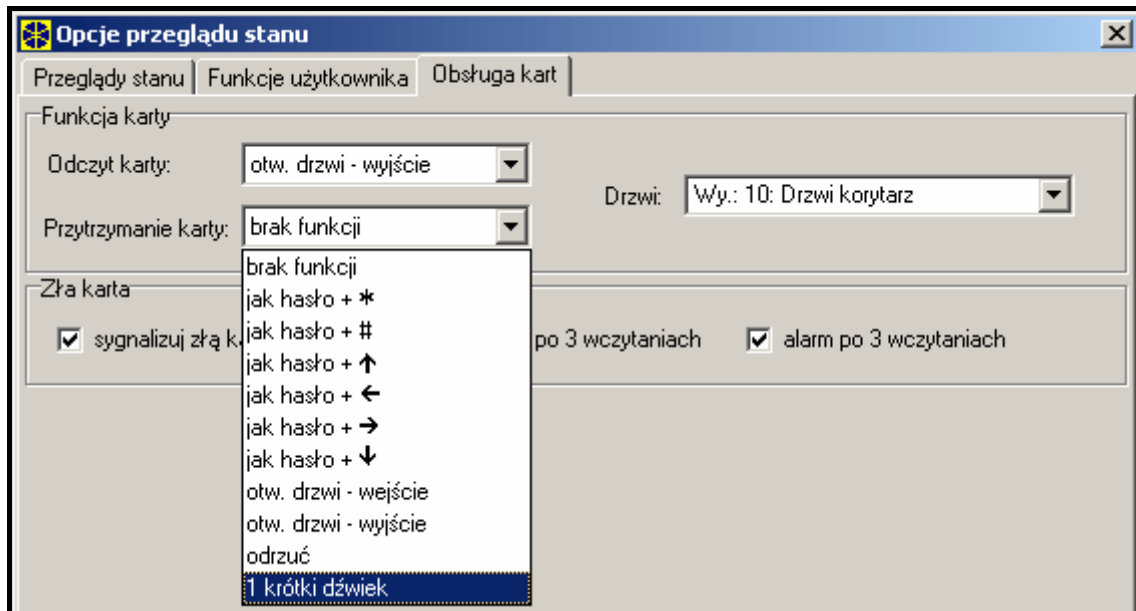 Opcje przeglądu stanu
Przeglądy stanu Funkcje użytkownika Obsługa kart
Funkcja karty
Odczyt karty: otw. drzwi - wyjście
Drzwi: Wy.: 10: Drzwi korytarz
Przytrzymanie karty: brak funkcji
brak funkcji
jak hasło + *
jak hasło + #
jak hasło + ↑
jak hasło + ←
jak hasło + →
jak hasło + ↓
otw. drzwi - wejście
otw. drzwi - wyjście
odrzuć
1 krótki dźwiek
Zła karta
sygnalizuj złą k po 3 wczytaniach alarm po 3 wczytaniach